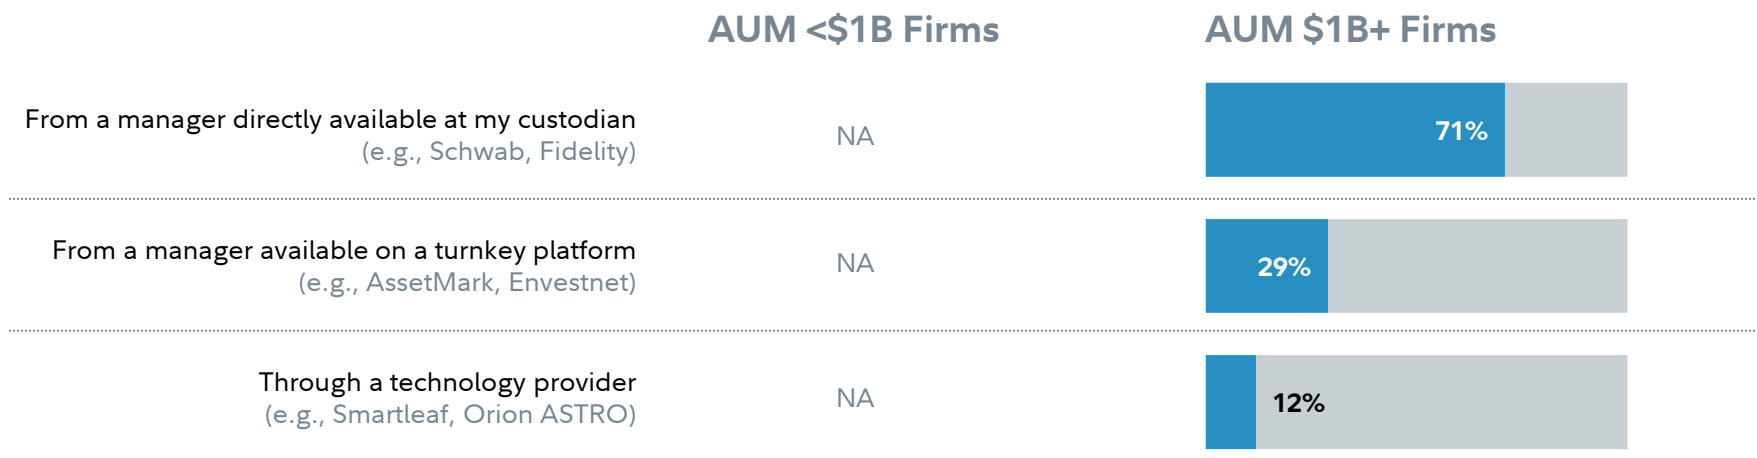 AUM <$1B Firms
AUM $1B+ Firms
From a manager directly available at my custodian
(e.g., Schwab, Fidelity)
NA
71%
From a manager available on a turnkey platform
(e.g., AssetMark, Envestnet)
NA
29%
Through a technology provider
(e.g., Smartleaf, Orion ASTRO)
NA
12%